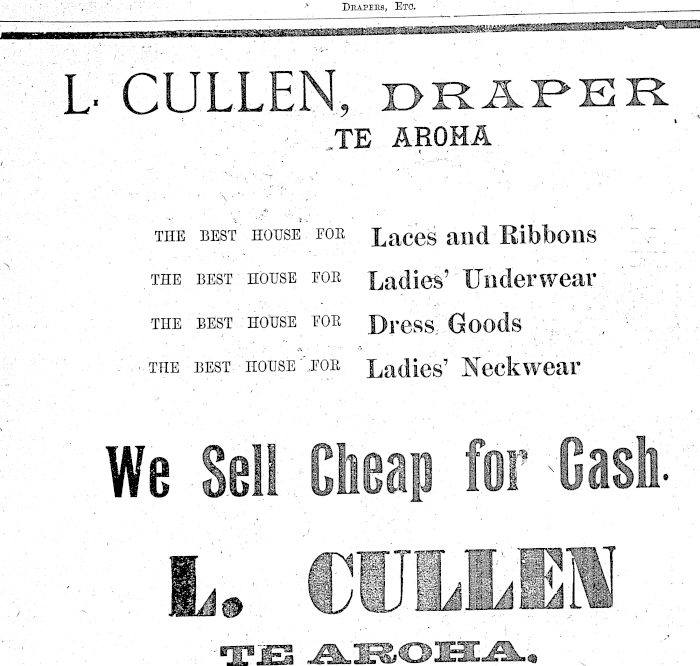 Drapers, Etc.
L. CULLEN, DRAPER
TE AROHA
THE BEST HOUSE FOR Laces and Ribbons
THE BEST HOUSE FOR Ladies' Underwear
THE BEST HOUSE FOR Dress Goods
THE BEST HOUSE FOR Ladies' Neckwear
We Sell Cheap for Cash.
L. CULLEN
TE AROHA.